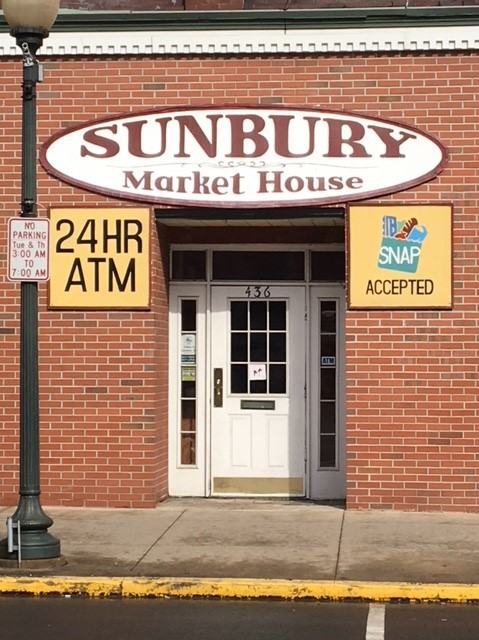 SUNBURY
Market House
24HR
ATM
SNAP
ACCEPTED
NO
PARKING
Tue & Th
3:00 AM
TO
7:00 AM
436
ATM